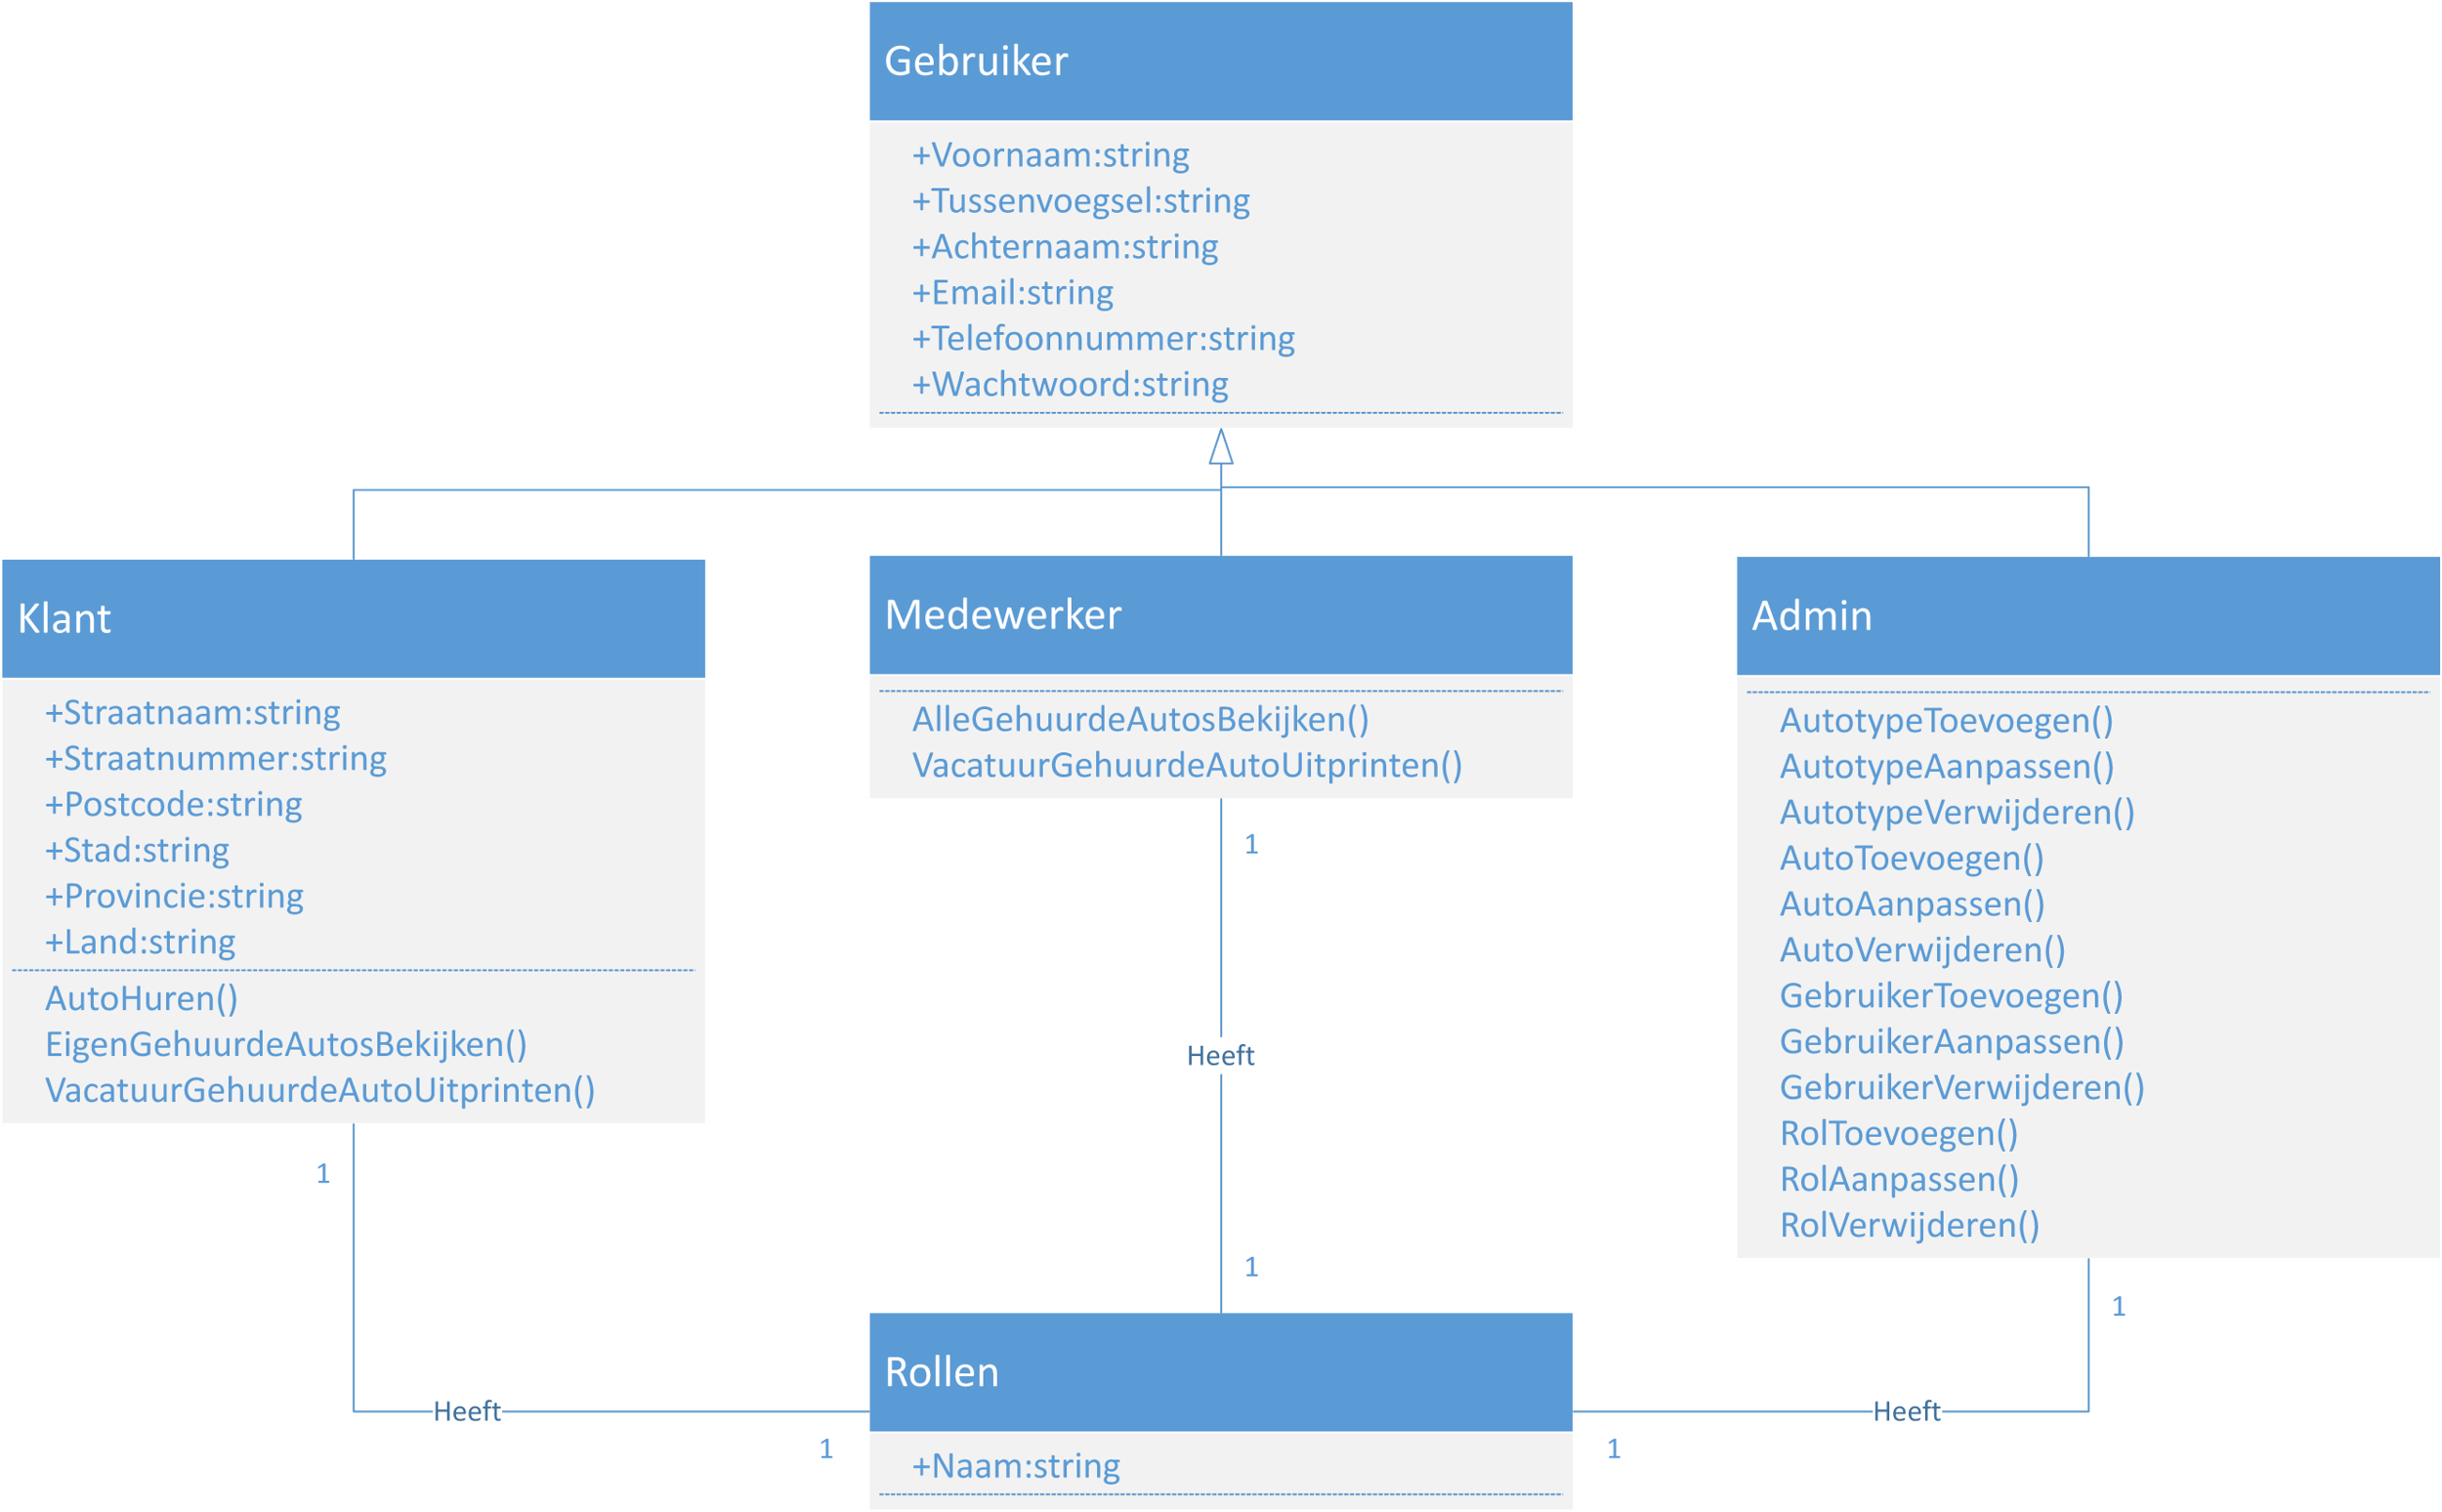 Gebruiker
+Voornaam:string
+Tussenvoegsel:string
+Achternaam:string
+Email:string
+Telefoonnummer:string
+Wachtwoord:string
Klant
+Straatnaam:string
+Straatnummer:string
+Postcode:string
+Stad:string
+Provincie:string
+Land:string
AutoHuren()
EigenGehuurdeAutosBekijken()
VacatuurGehuurdeAutoUitprinten()
Medewerker
AlleGehuurdeAutosBekijken()
VacatuurGehuurdeAutoUitprinten()
Admin
AutotypeToevoegen()
AutotypeAanpassen()
AutotypeVerwijderen()
AutoToevoegen()
AutoAanpassen()
AutoVerwijderen()
GebruikerToevoegen()
GebruikerAanpassen()
GebruikerVerwijderen()
RolToevoegen()
RolAanpassen()
RolVerwijderen()
1
Heeft
1
1
Heeft
1
1
Heeft
1
Rollen
+Naam:string